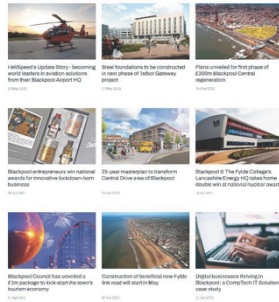 HeliSpeed's Update Story - becoming
world leaders in aviation solutions
from their Blackpool Airport HQ
Steel foundations to be constructed
in next phase of Talbot Gateway
project
Plans unveiled for first phase of
£300m Blackpool Central
regeneration
Blackpool entrepreneurs win national
awards for innovative lockdown-born
business
25-year masterplan to transform
Central Drive area of Blackpool
Blackpool & The Fylde College's
Lancashire Energy HQ takes home
double win at national nuclear awards
Blackpool Council has unveiled a
package to kick-start the town's
tourism economy
Construction of beneficial new Fylde
link road will start in May
Digital businesses thriving in
Blackpool: a CompTech IT Solutions
case study